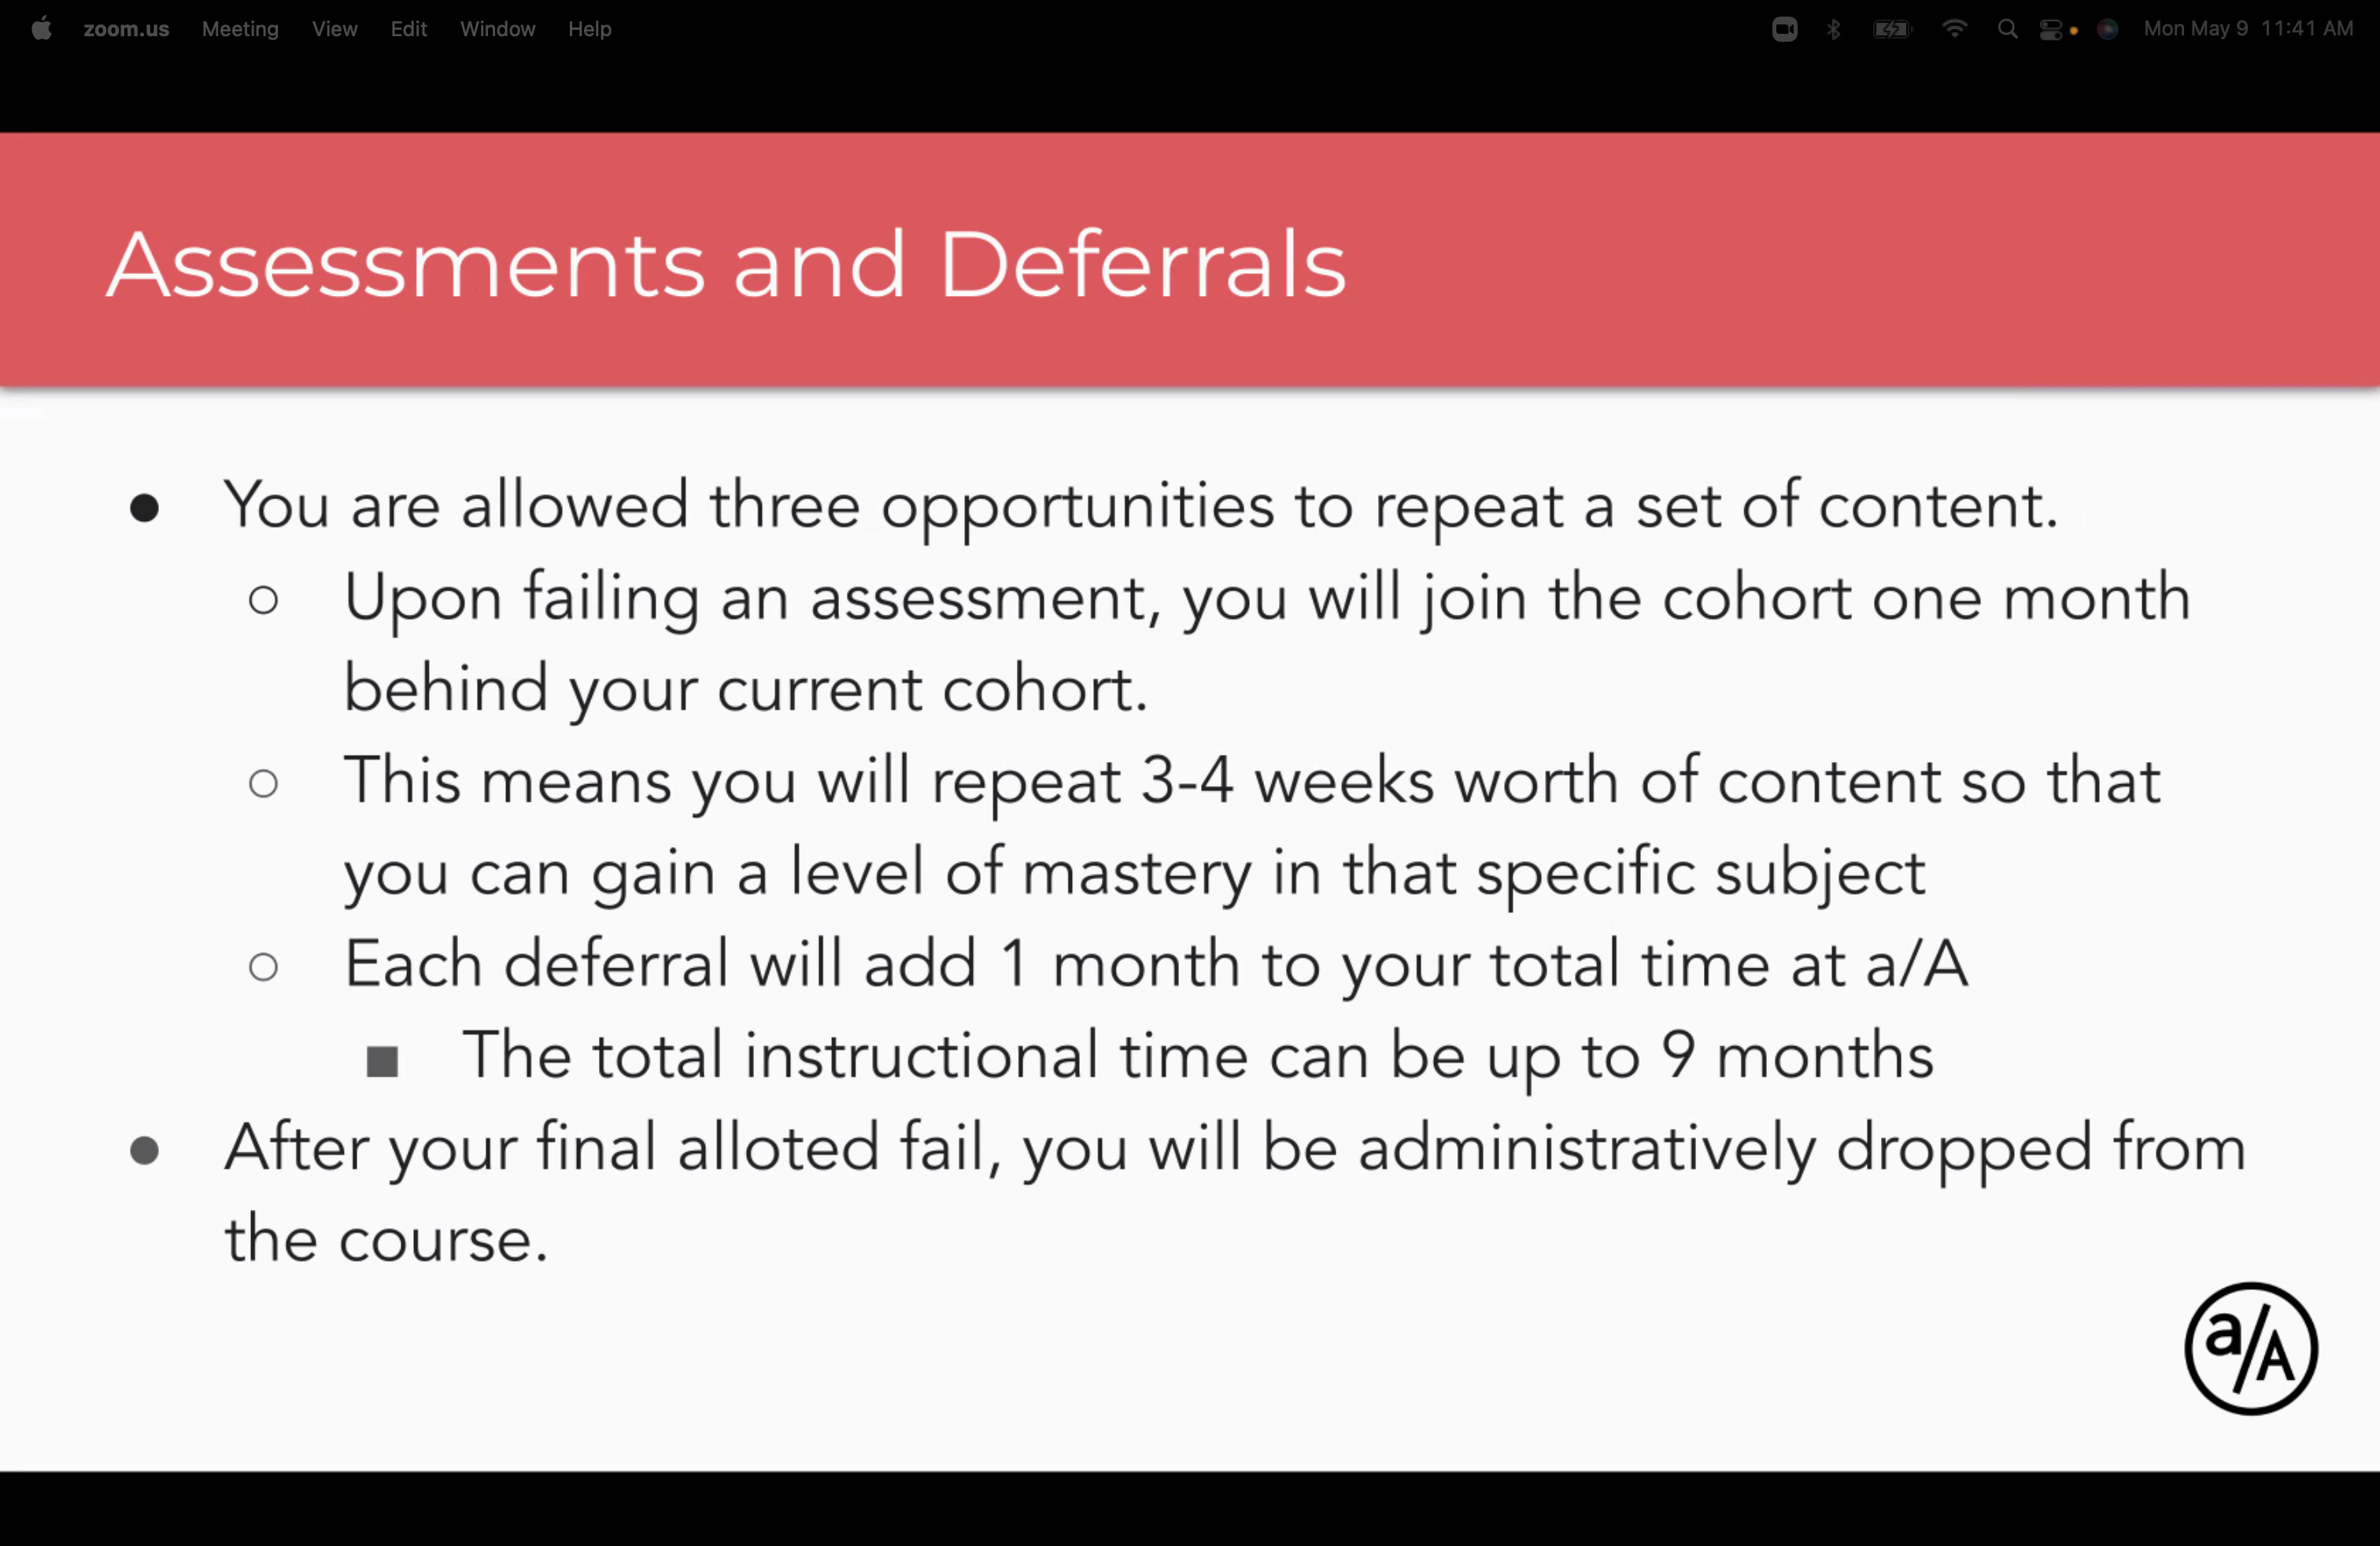 zoom.us Meeting View Edit Window Help Mon May 9 11:41 AM
Assessments and Deferrals
● You are allowed three opportunities to repeat a set of content.
○ Upon failing an assessment, you will join the cohort one month
behind your current cohort.
○ This means you will repeat 3-4 weeks worth of content so that
you can gain a level of mastery in that specific subject
○ Each deferral will add 1 month to your total time at a/A
■ The total instructional time can be up to 9 months
● After your final alloted fail, you will be administratively dropped from
the course.
a/A